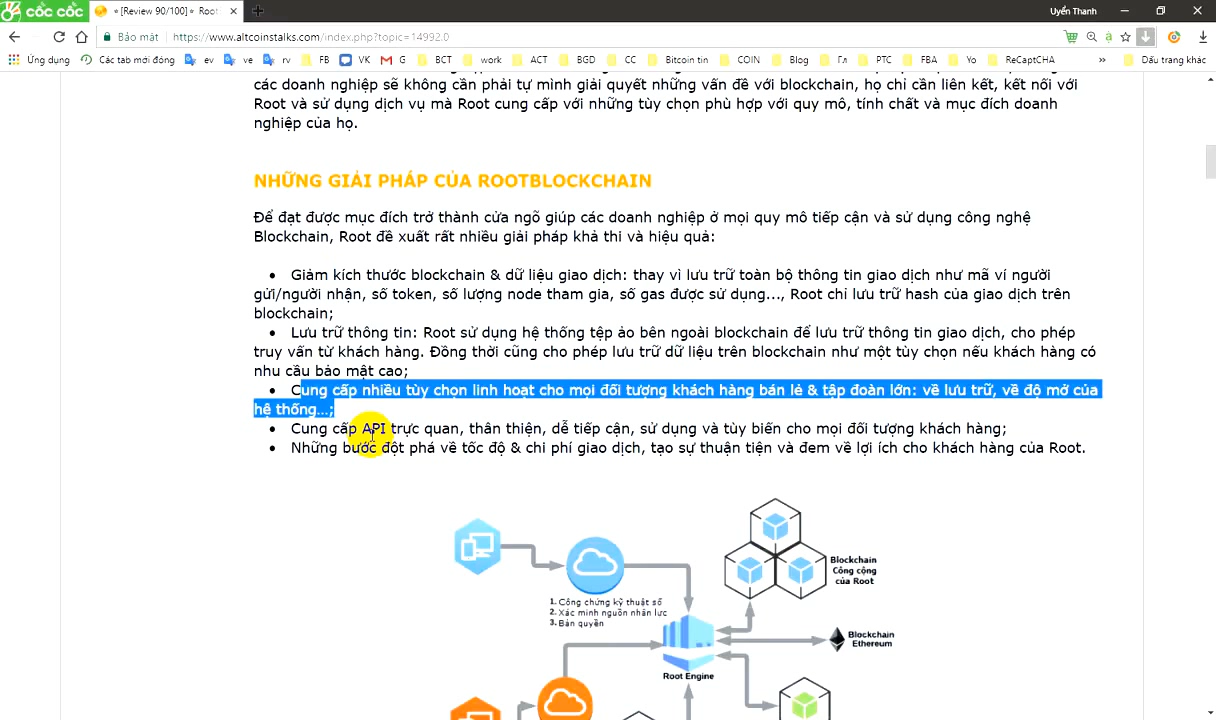 cốc cốc
[Review 90/100] Root
Uyển Thanh
Bảo mật
https://www.altcoinstalks.com/index.php?topic=14992.0
Ứng dụng Các tab mới đóng ev ve rv FB VK G BCT work ACT BGD CC Bitcoin tin COIN Blog Гл PTC FBA Yo ReCaptCHA » Dấu trang khác
các doanh nghiệp sẽ không cần phải tự mình giải quyết những vấn đề với blockchain, họ chỉ cần liên kết, kết nối với
Root và sử dụng dịch vụ mà Root cung cấp với những tùy chọn phù hợp với quy mô, tính chất và mục đích doanh
nghiệp của họ.
NHỮNG GIẢI PHÁP CỦA ROOTBLOCKCHAIN
Để đạt được mục đích trở thành cửa ngõ giúp các doanh nghiệp ở mọi quy mô tiếp cận và sử dụng công nghệ
Blockchain, Root đề xuất rất nhiều giải pháp khả thi và hiệu quả:
• Giảm kích thước blockchain & dữ liệu giao dịch: thay vì lưu trữ toàn bộ thông tin giao dịch như mã ví người
gửi/người nhận, số token, số lượng node tham gia, số gas được sử dụng..., Root chỉ lưu trữ hash của giao dịch trên
blockchain;
• Lưu trữ thông tin: Root sử dụng hệ thống tệp ảo bên ngoài blockchain để lưu trữ thông tin giao dịch, cho phép
truy vấn từ khách hàng. Đồng thời cũng cho phép lưu trữ dữ liệu trên blockchain như một tùy chọn nếu khách hàng có
nhu cầu bảo mật cao;
• Cung cấp nhiều tùy chọn linh hoạt cho mọi đối tượng khách hàng bán lẻ & tập đoàn lớn: về lưu trữ, về độ mở của
hệ thống...;
• Cung cấp API trực quan, thân thiện, dễ tiếp cận, sử dụng và tùy biến cho mọi đối tượng khách hàng;
• Những bước đột phá về tốc độ & chi phí giao dịch, tạo sự thuận tiện và đem về lợi ích cho khách hàng của Root.
Blockchain
Công cộng
của Root
1. Công chứng kỹ thuật số
2. Xác minh nguồn nhân lực
3. Bản quyền
Blockchain
Ethereum
Root Engine